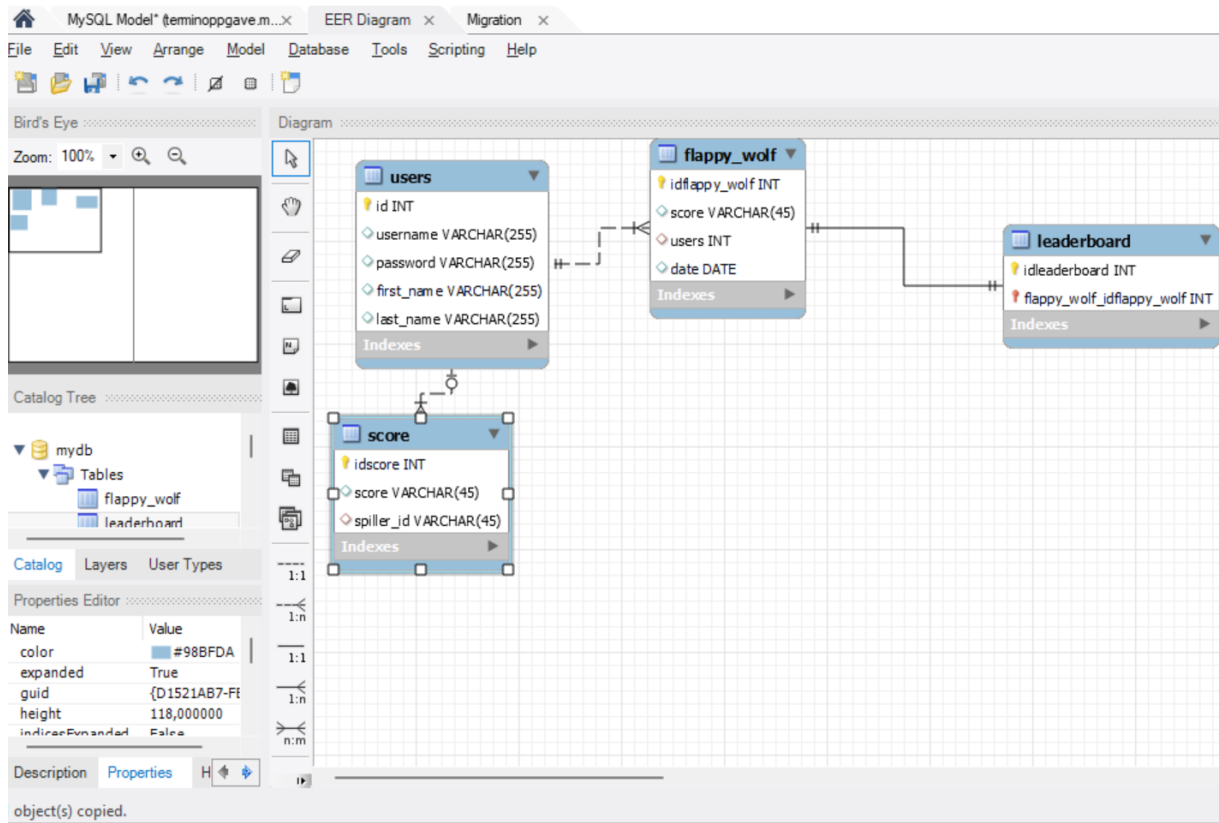 MySQL Model* (terminoppgave.m...×
EER Diagram ×
Migration ×
File Edit View Arrange Model Database Tools Scripting Help
Bird's Eye
Zoom: 100%
Catalog Tree
mydb
Tables
flappy_wolf
leaderboard
Catalog Layers User Types
Properties Editor
Name Value
color #98BFDA
expanded True
guid {D1521AB7-FE
height 118,000000
indicesExpanded False
Description Properties H
object(s) copied.
Diagram
1:1
1:n
1:1
1:n
n:m
users
id INT
username VARCHAR(255)
password VARCHAR(255)
first_name VARCHAR(255)
last_name VARCHAR(255)
Indexes
flappy_wolf
idflappy_wolf INT
score VARCHAR(45)
users INT
date DATE
Indexes
leaderboard
idleaderboard INT
flappy_wolf_idflappy_wolf INT
Indexes
score
idscore INT
score VARCHAR(45)
spiller_id VARCHAR(45)
Indexes